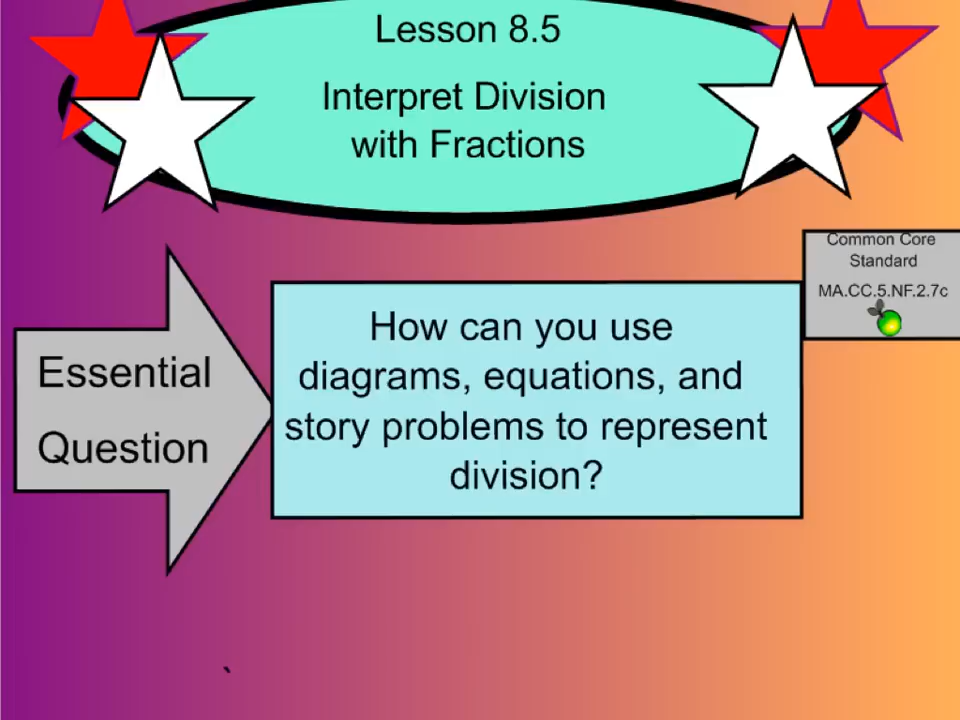 Lesson 8.5
Interpret Division
with Fractions
Common Core
Standard
MA.CC.5.NF.2.7c
Essential
Question
How can you use
diagrams, equations, and
story problems to represent
division?